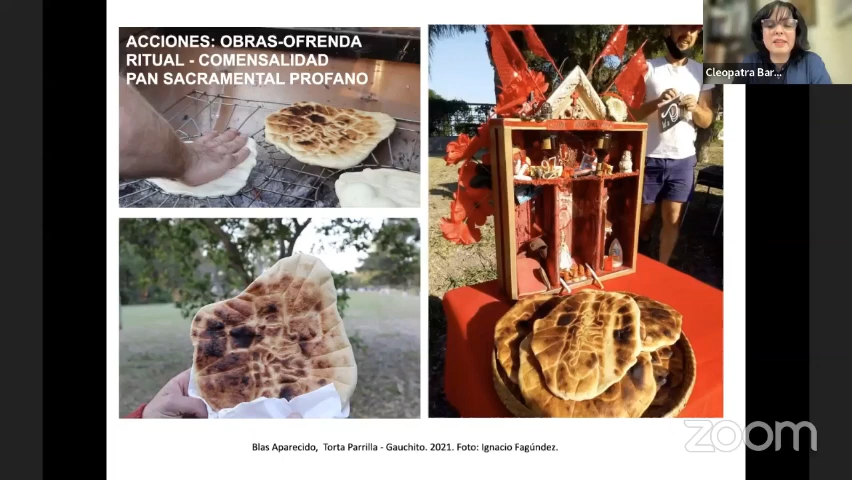 ACCIONES: OBRAS-OFRENDA
RITUAL - COMENSALIDAD
PAN SACRAMENTAL PROFANO
Cleopatra Bar...
Blas Aparecido, Torta Parrilla - Gauchito. 2021. Foto: Ignacio Fagúndez.
zoom